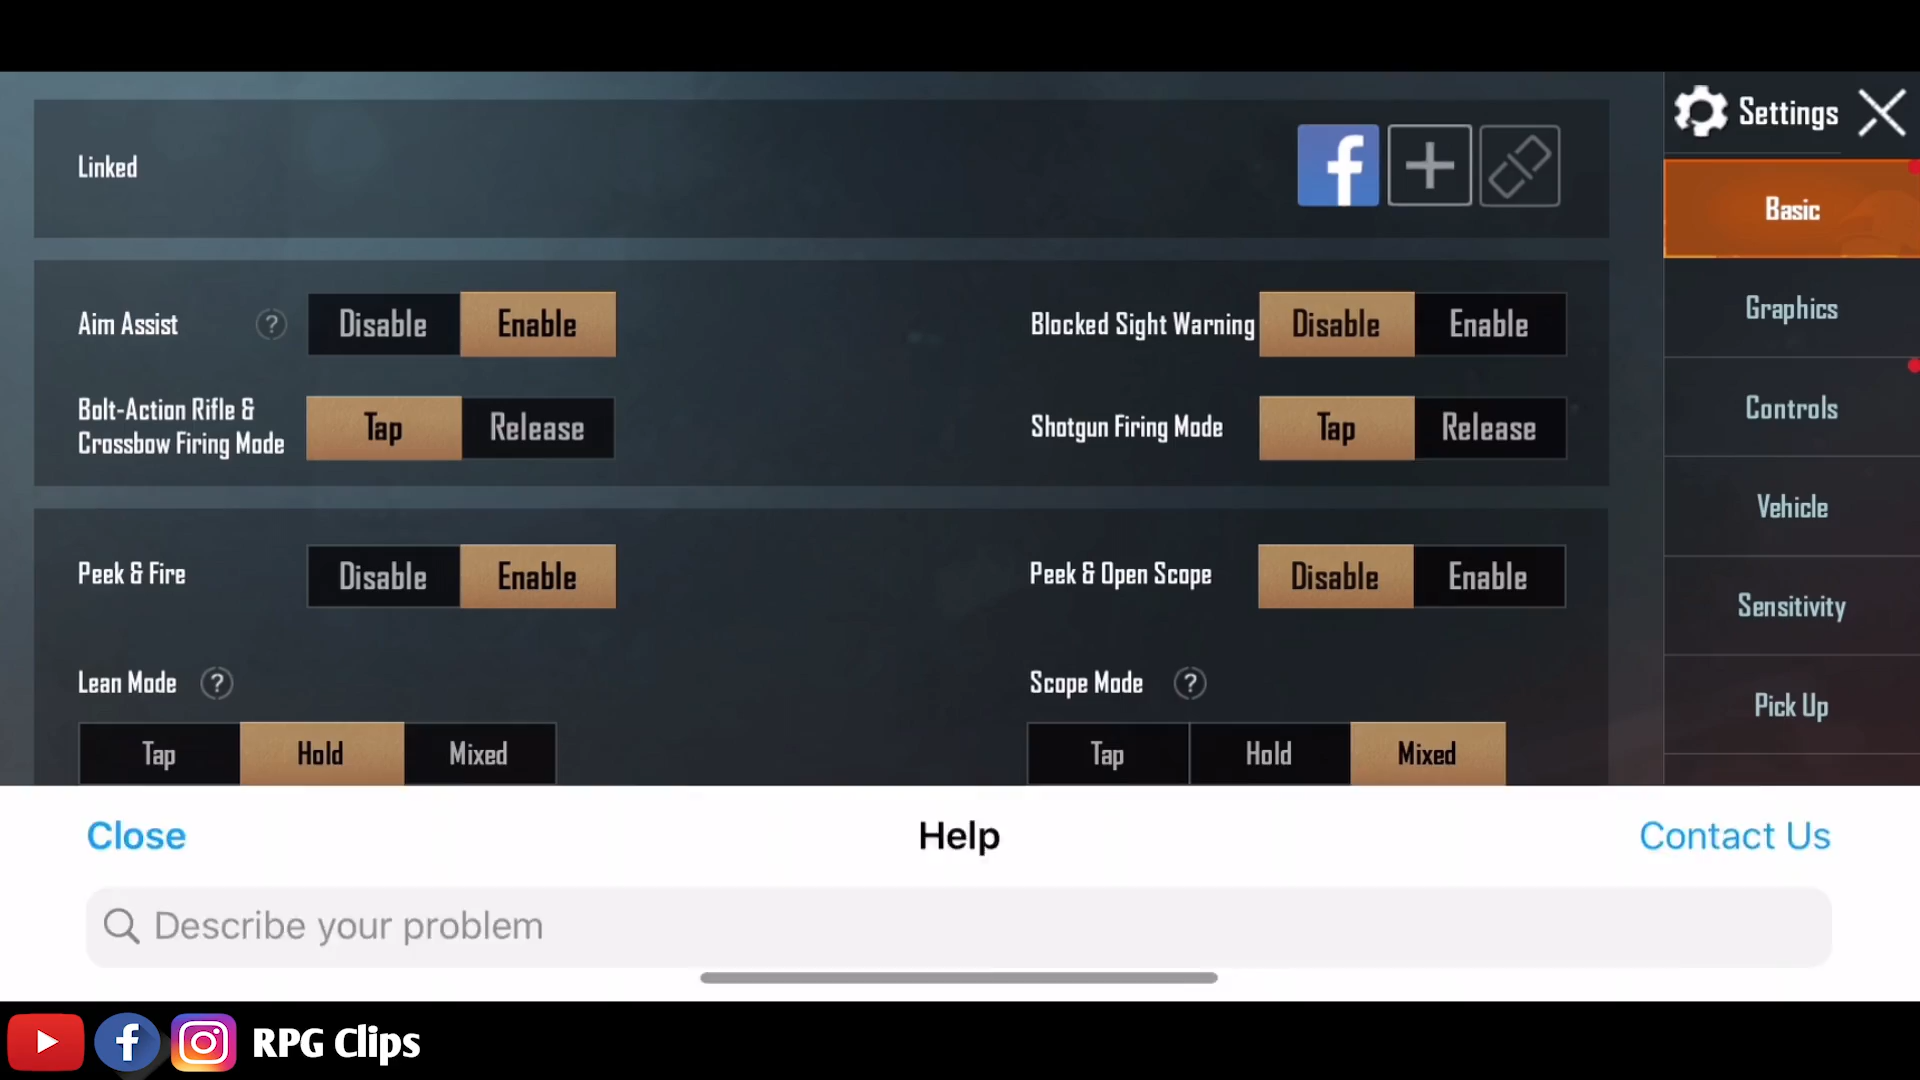 Linked
Settings
Basic
Aim Assist ? Disable Enable
Blocked Sight Warning Disable Enable
Graphics
Bolt-Action Rifle &
Crossbow Firing Mode Tap Release
Shotgun Firing Mode Tap Release
Controls
Vehicle
Peek & Fire Disable Enable
Peek & Open Scope Disable Enable
Sensitivity
Lean Mode ?
Scope Mode ?
Pick Up
Tap Hold Mixed
Tap Hold Mixed
Close Help Contact Us
Describe your problem
RPG Clips